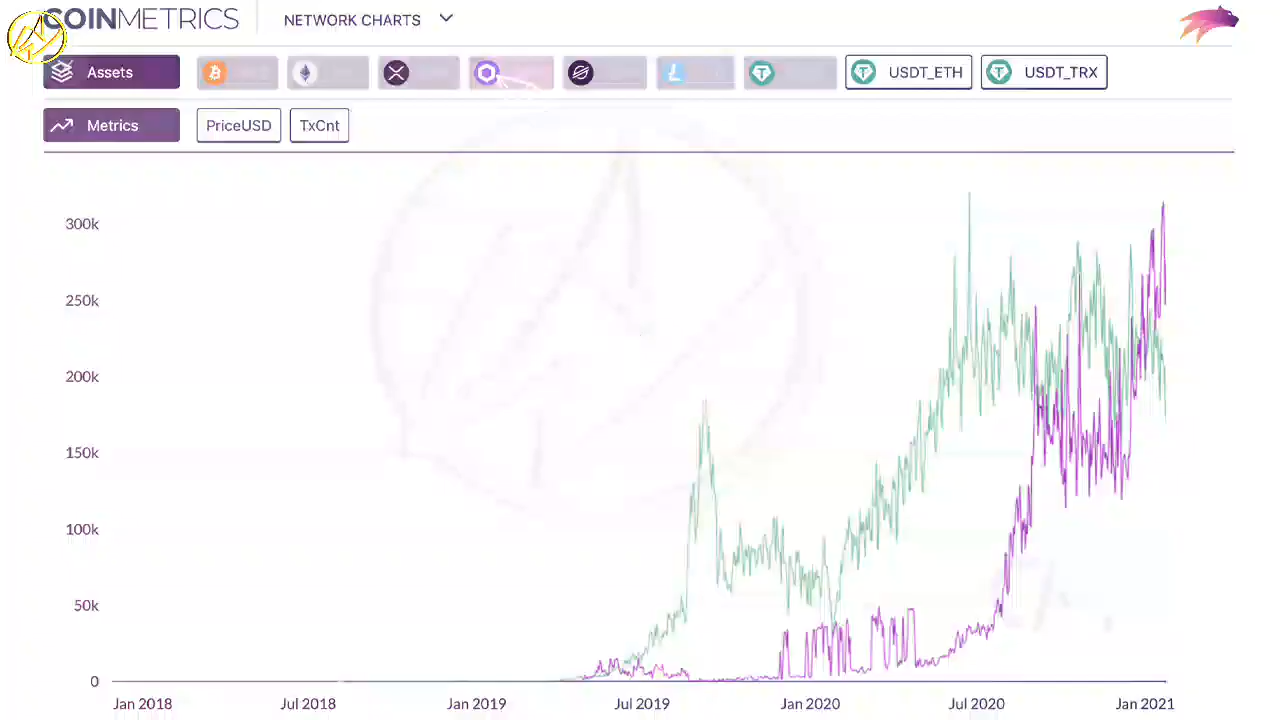 COINMETRICS NETWORK CHARTS
Assets USDT_ETH USDT_TRX
Metrics PriceUSD TxCnt
300k
250k
200k
150k
100k
50k
0
Jan 2018 Jul 2018 Jan 2019 Jul 2019 Jan 2020 Jul 2020 Jan 2021